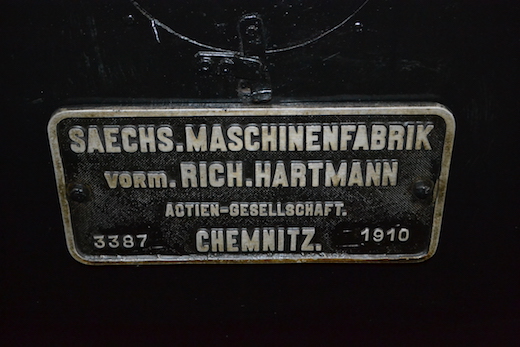 SAECHS.MASCHINENFABRIK
vorm.RICH.HARTMANN
ACTIEN-GESELLSCHAFT.
3387 CHEMNITZ. 1910